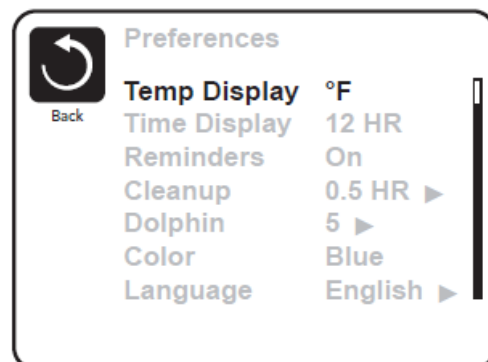 Preferences
Back
Temp Display °F
Time Display 12 HR
Reminders On
Cleanup 0.5 HR ▶
Dolphin 5 ▶
Color Blue
Language English ▶